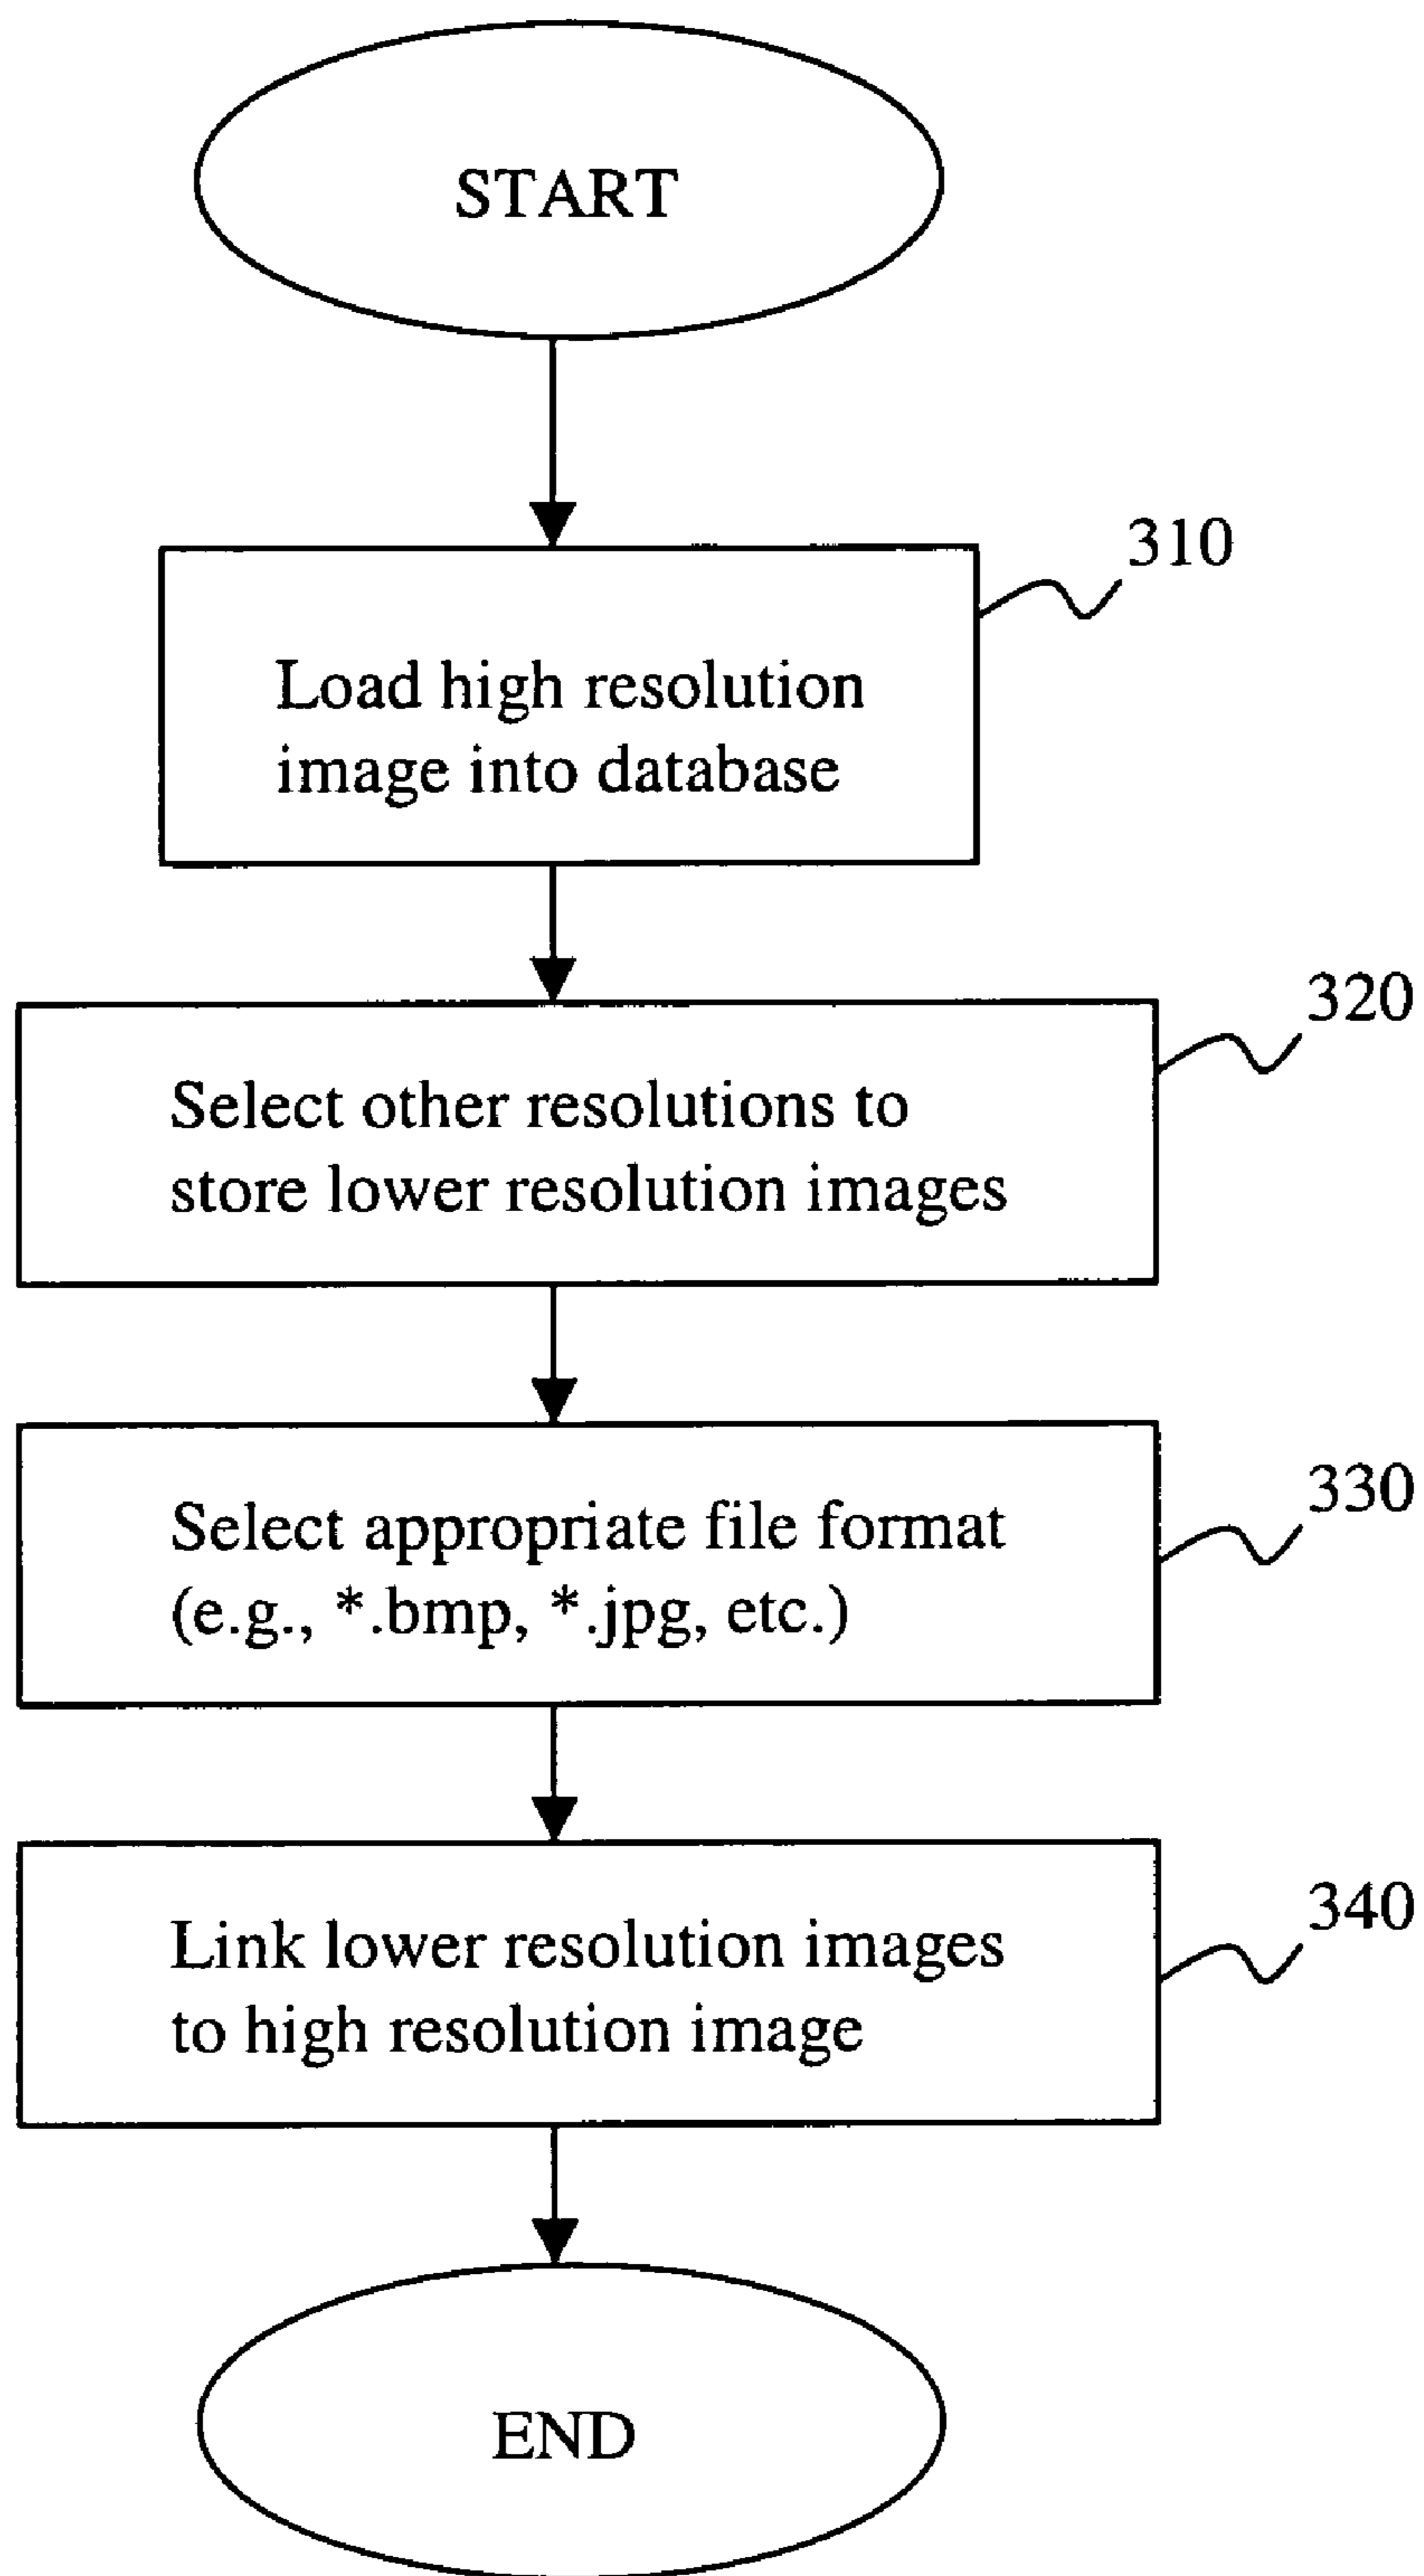 START
310
Load high resolution
image into database
320
Select other resolutions to
store lower resolution images
330
Select appropriate file format
(e.g., *.bmp, *.jpg, etc.)
340
Link lower resolution images
to high resolution image
END